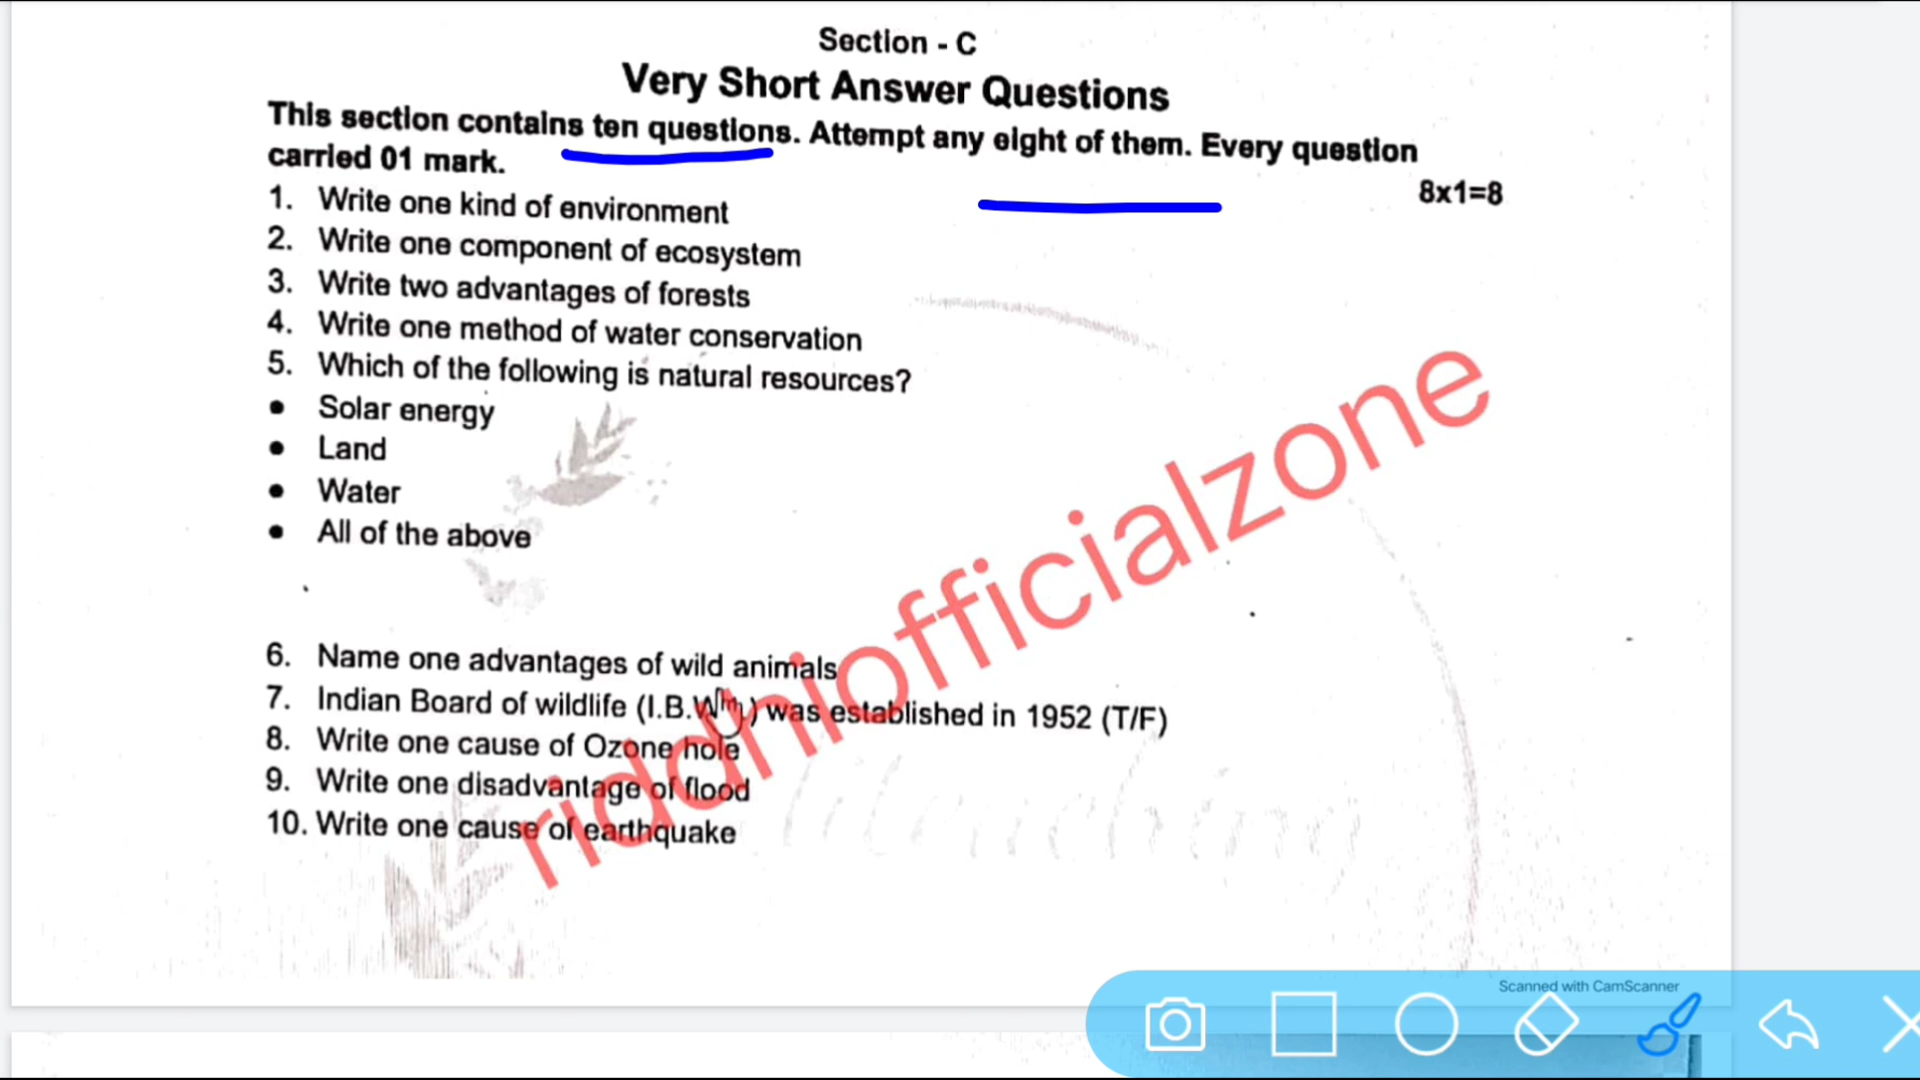 Section - C
Very Short Answer Questions
This section contains ten questions. Attempt any eight of them. Every question
carried 01 mark.
8x1=8
1. Write one kind of environment
2. Write one component of ecosystem
3. Write two advantages of forests
4. Write one method of water conservation
5. Which of the following is natural resources?
• Solar energy
• Land
• Water
• All of the above
6. Name one advantages of wild animals
7. Indian Board of wildlife (I.B.W) was established in 1952 (T/F)
8. Write one cause of Ozone hole
9. Write one disadvantage of flood
10. Write one cause of earthquake
riddhiofficialzone
Scanned with CamScanner